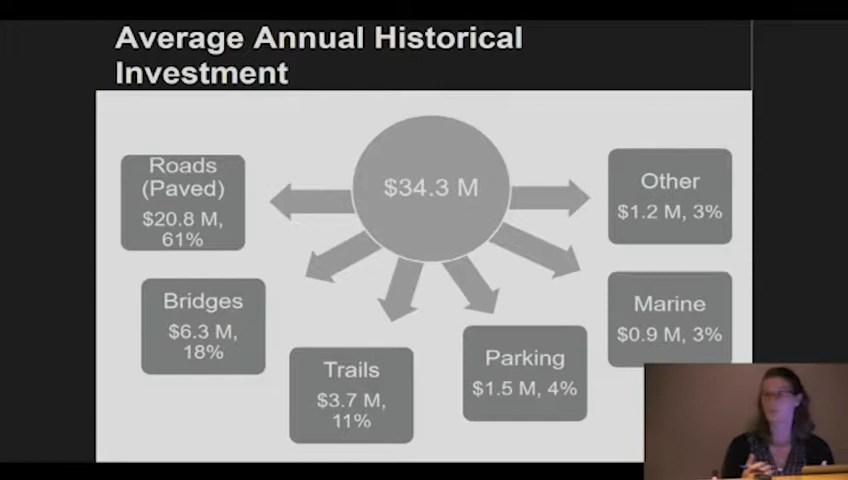 Average Annual Historical
Investment
$34.3 M
Roads
(Paved)
$20.8 M,
61%
Bridges
$6.3 M,
18%
Trails
$3.7 M,
11%
Parking
$1.5 M, 4%
Marine
$0.9 M, 3%
Other
$1.2 M, 3%